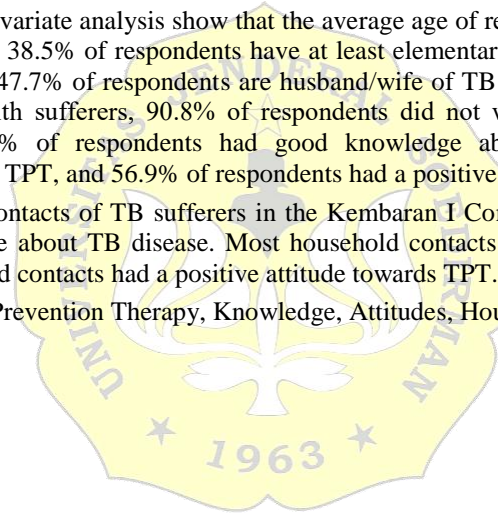 variate analysis show that the average age of re
38.5% of respondents have at least elementar
47.7% of respondents are husband/wife of TB
th sufferers, 90.8% of respondents did not v
% of respondents had good knowledge ab
TPT, and 56.9% of respondents had a positive
ontacts of TB sufferers in the Kembaran I Co
e about TB disease. Most household contacts
d contacts had a positive attitude towards TPT.
Prevention Therapy, Knowledge, Attitudes, Hou
UNIVERSITAS JENDERAL SOEDIRMAN
1963